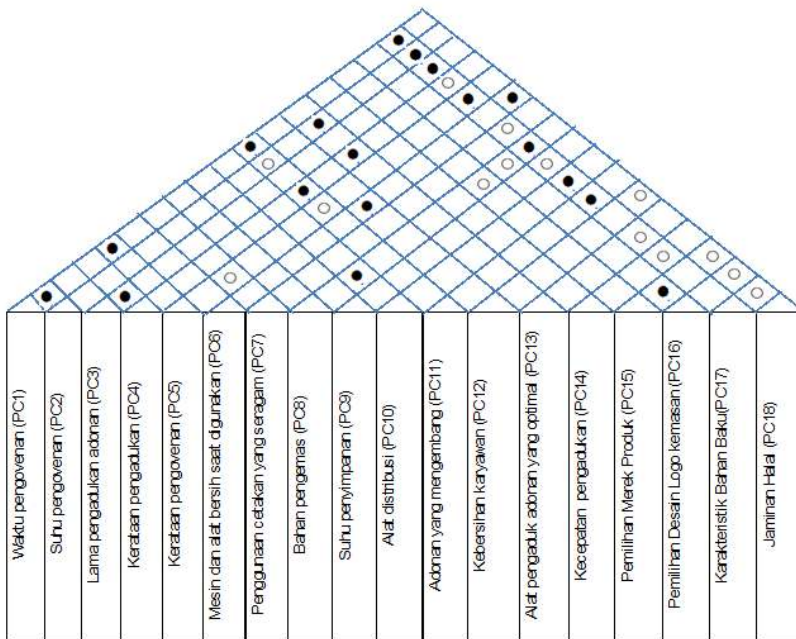 Waktu pengovenan (PC1)
Suhu pengovenan (PC2)
Lama pengadukan adonan (PC3)
Kerataan pengadukan (PC4)
Kerataan pengovenan (PC5)
Mesin dan alat bersih saat digunakan (PC6)
Penggunaan cetakan yang seragam (PC7)
Bahan pengemas (PC8)
Suhu penyimpanan (PC9)
Alat distribusi (PC10)
Adonan yang mengembang (PC11)
Kebersihan karyawan (PC12)
Alat pengaduk adonan yang optimal (PC13)
Kecepatan pengadukan (PC14)
Pemilihan Merek Produk (PC15)
Pemilihan Desain Logo kemasan (PC16)
Karakteristik Bahan Baku(PC17)
Jaminan Halal (PC18)